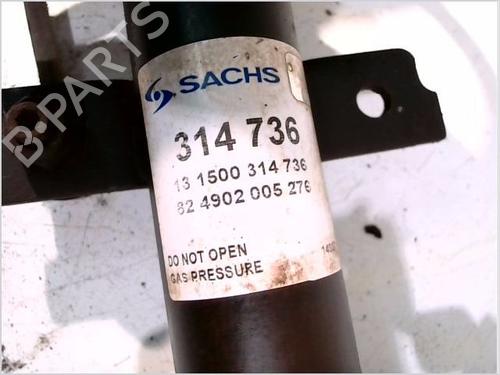 B-PARTS
SACHS
314 736
13 1500 314 736
82 4902 005 276
DO NOT OPEN
GAS PRESSURE